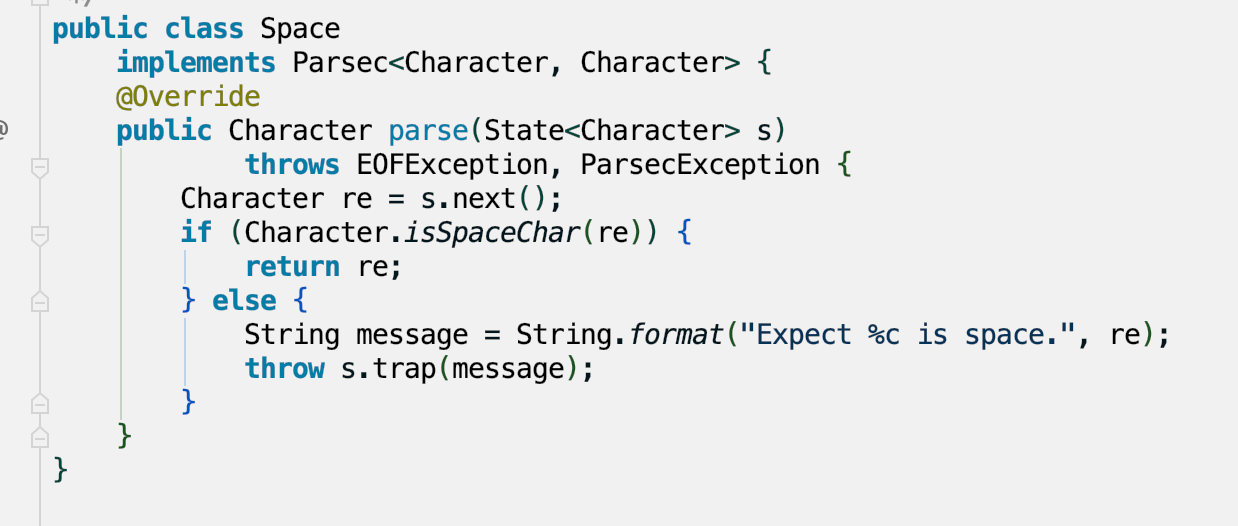 public class Space
    implements Parsec<Character, Character> {
    @Override
    public Character parse(State<Character> s)
            throws EOFException, ParsecException {
        Character re = s.next();
        if (Character.isSpaceChar(re)) {
            return re;
        } else {
            String message = String.format("Expect %c is space.", re);
            throw s.trap(message);
        }
    }
}